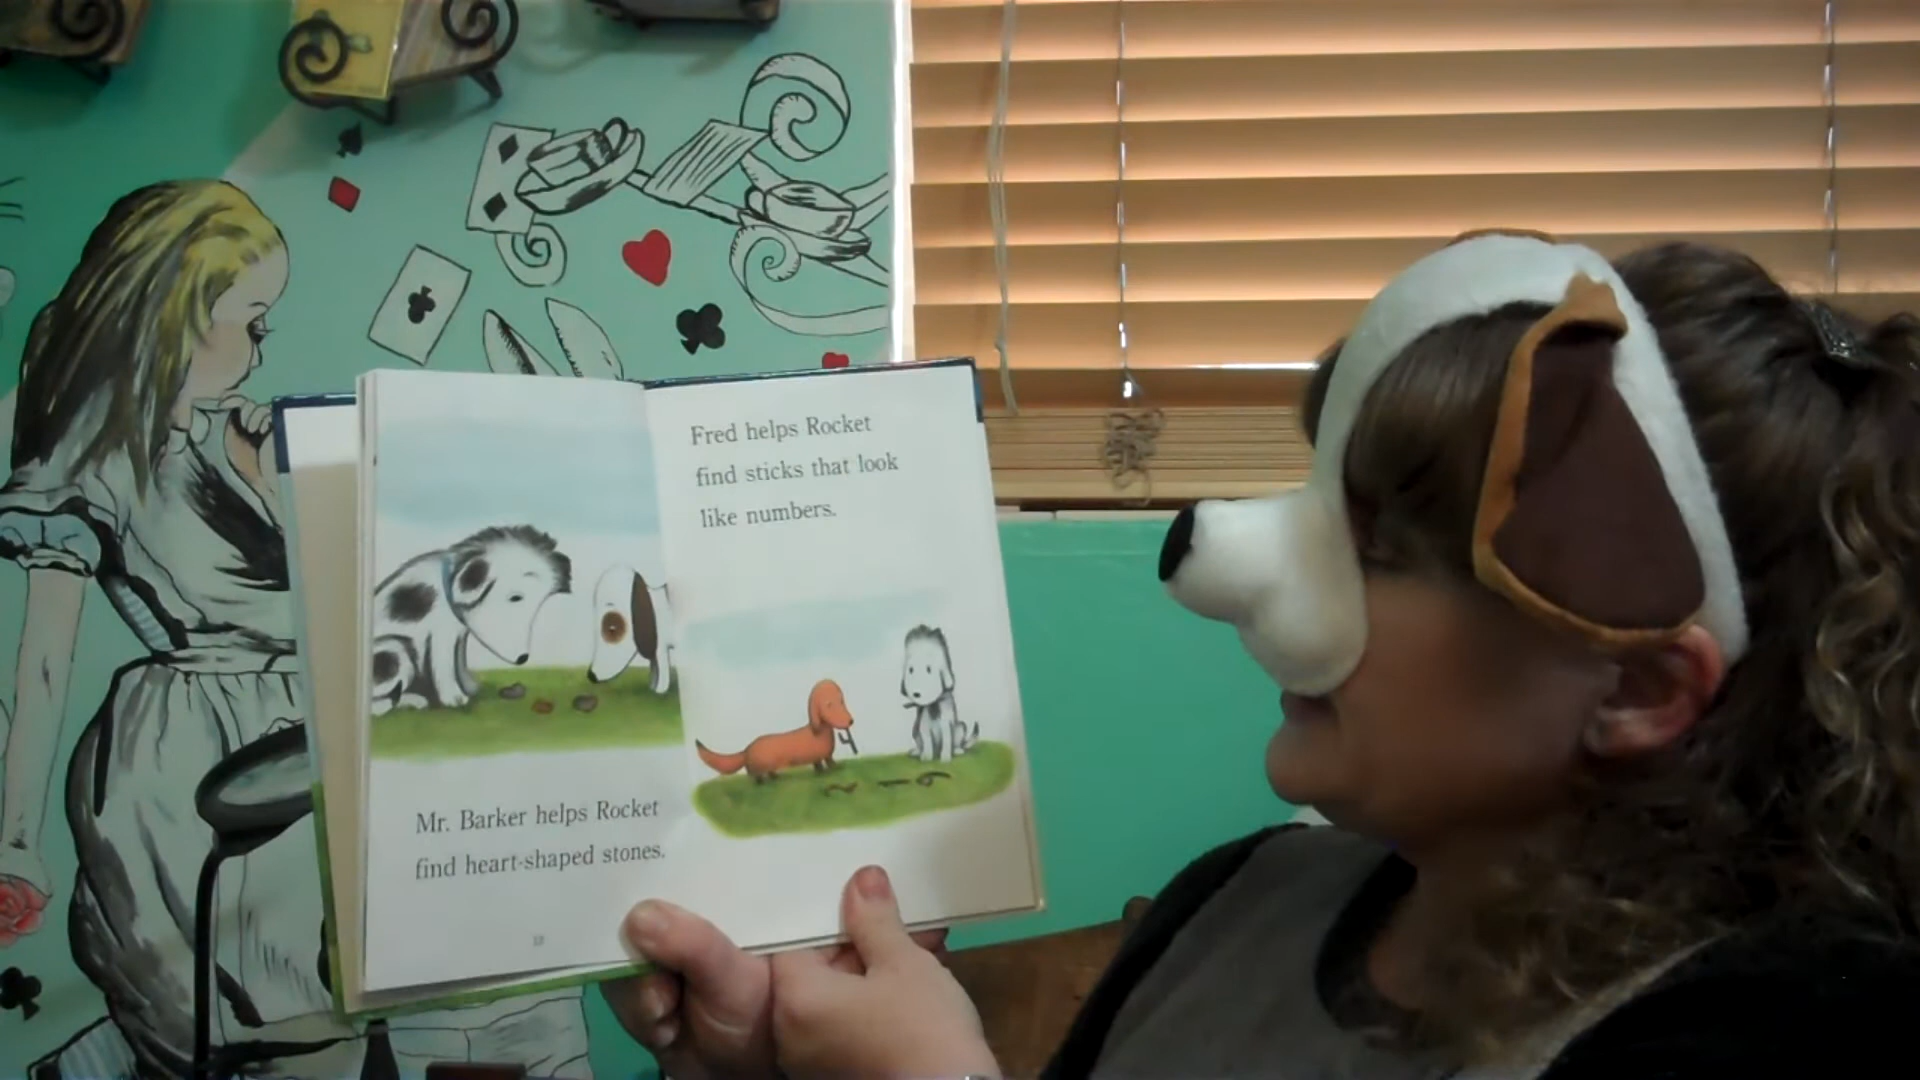 Mr. Barker helps Rocket
find heart-shaped stones.
Fred helps Rocket
find sticks that look
like numbers.